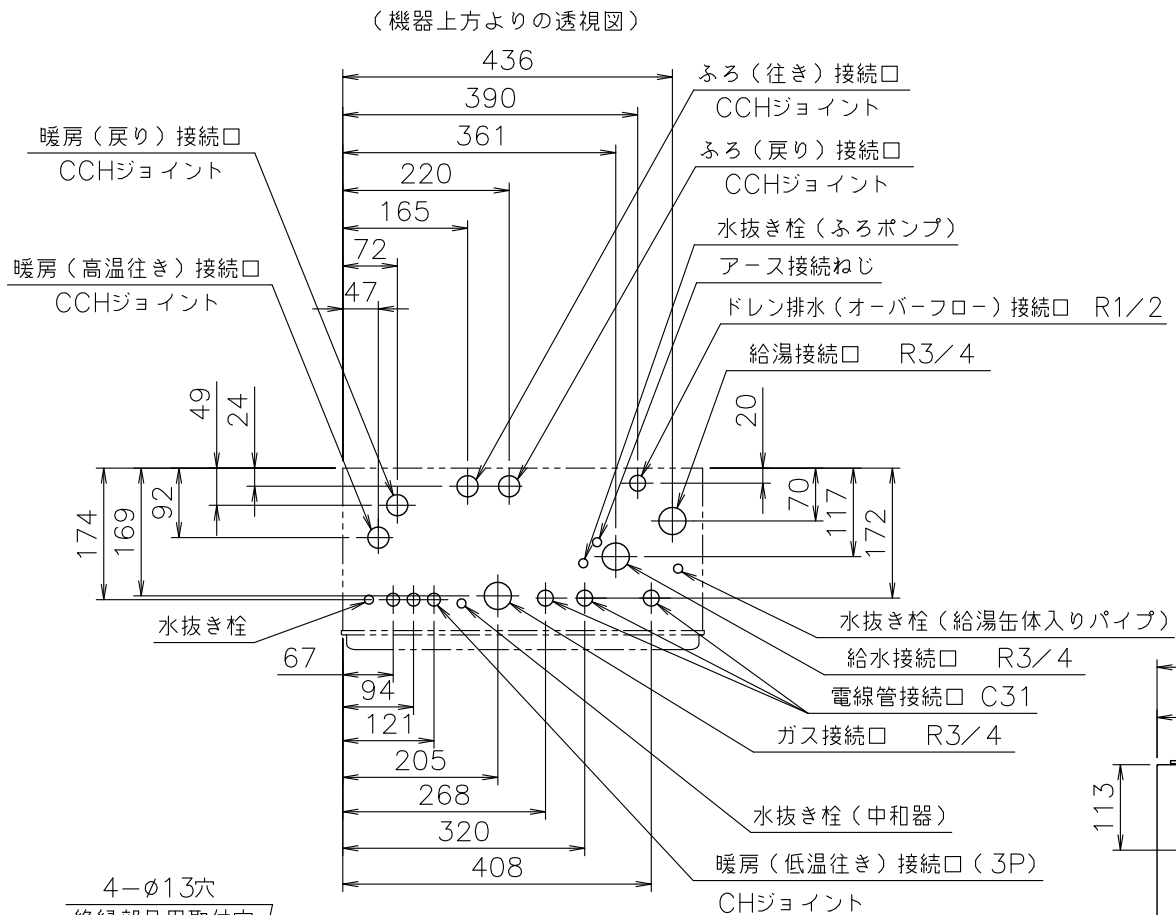 （機器上方よりの透視図）
436
ふろ（往き）接続口
CCHジョイント
390
暖房（戻り）接続口
CCHジョイント
361
ふろ（戻り）接続口
CCHジョイント
220
165
水抜き栓（ふろポンプ）
72
アース接続ねじ
暖房（高温往き）接続口
CCHジョイント
47
ドレン排水（オーバーフロー）接続口 R1/2
給湯接続口 R3/4
49
24
20
92
174
169
70
117
172
水抜き栓
水抜き栓（給湯缶体入りパイプ）
67
給水接続口 R3/4
94
電線管接続口 C31
121
ガス接続口 R3/4
205
268
113
水抜き栓（中和器）
320
暖房（低温往き）接続口（3P）
CHジョイント
408
4-φ13穴